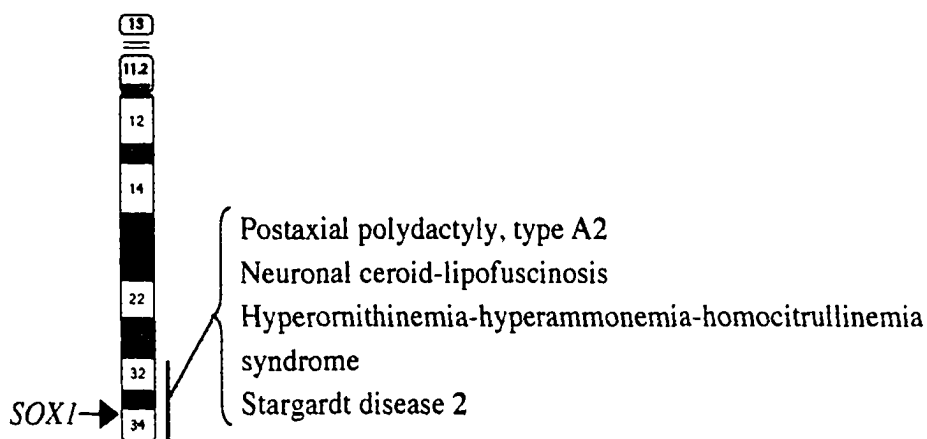 13
11.2
12
14
22
32
34
SOX1
Postaxial polydactyly, type A2
Neuronal ceroid-lipofuscinosis
Hyperornithinemia-hyperammonemia-homocitrullinemia
syndrome
Stargardt disease 2